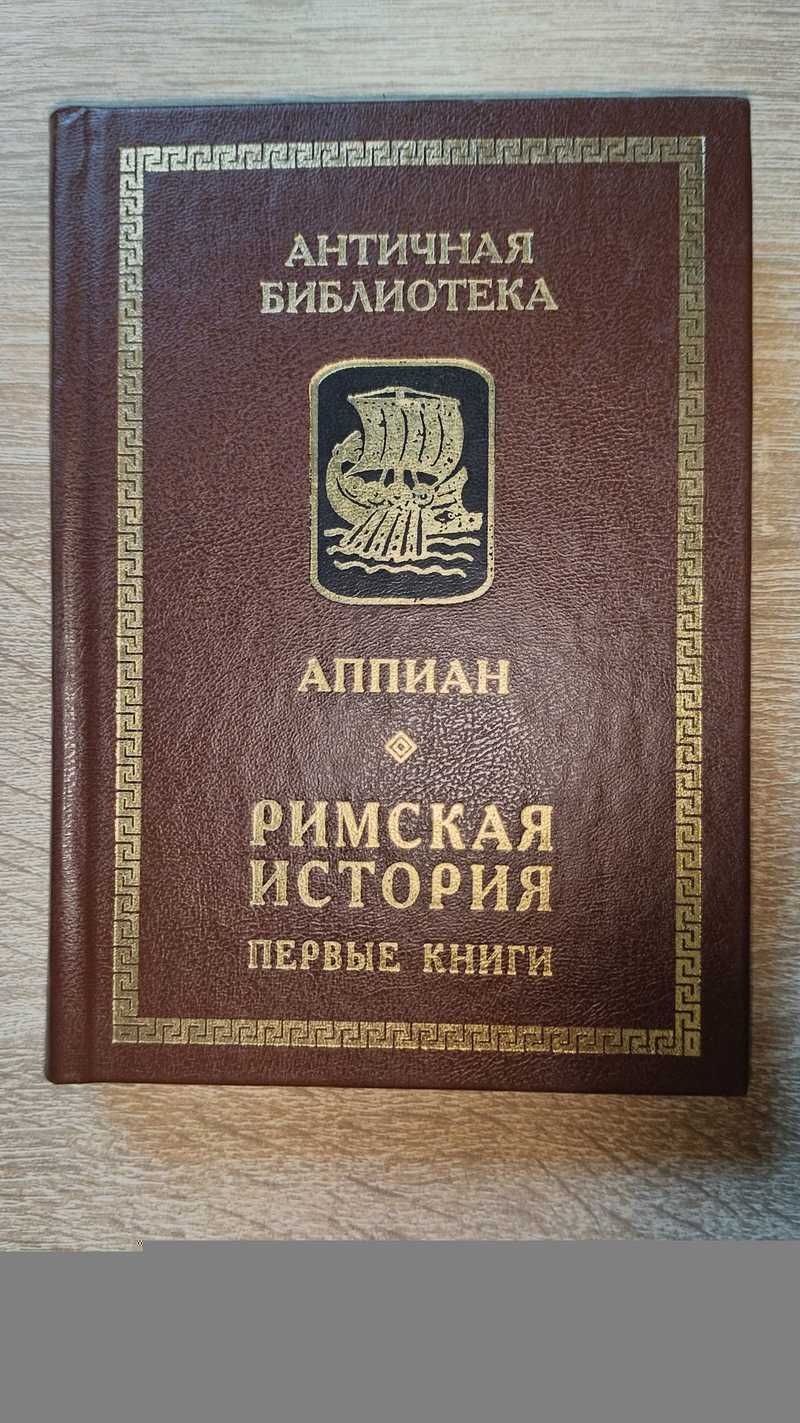 АНТИЧНАЯ
БИБЛИОТЕКА
АППИАН
РИМСКАЯ
ИСТОРИЯ
ПЕРВЫЕ КНИГИ